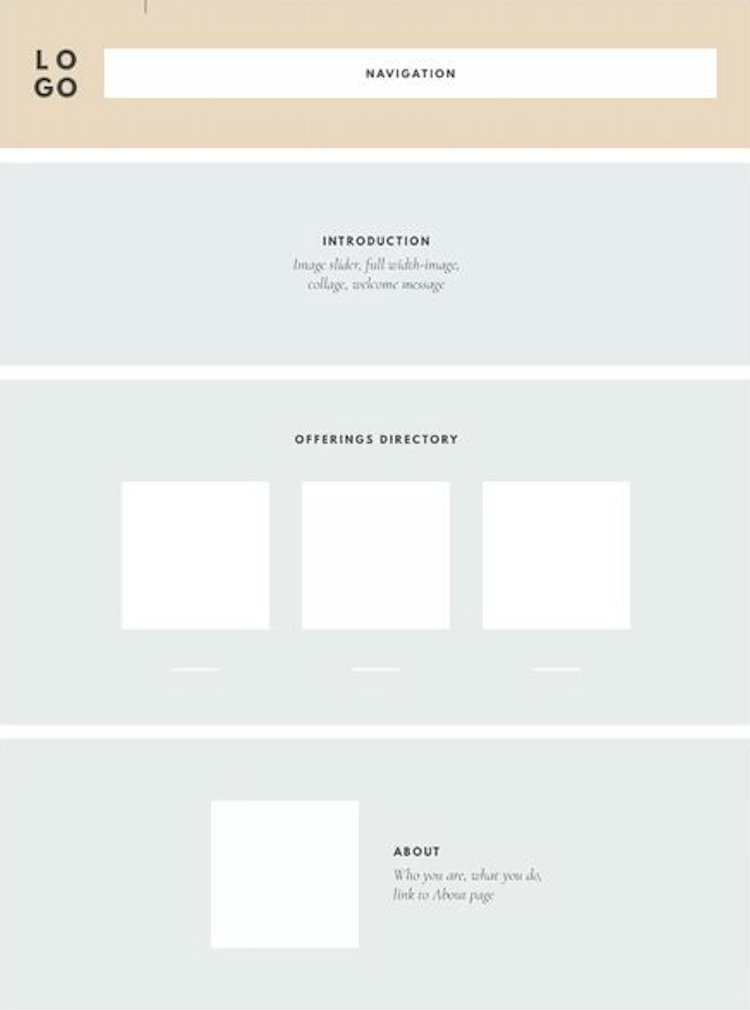 LO
GO
NAVIGATION
INTRODUCTION
Image slider, full width-image,
collage, welcome message
OFFERINGS DIRECTORY
ABOUT
Who you are, what you do,
link to About page